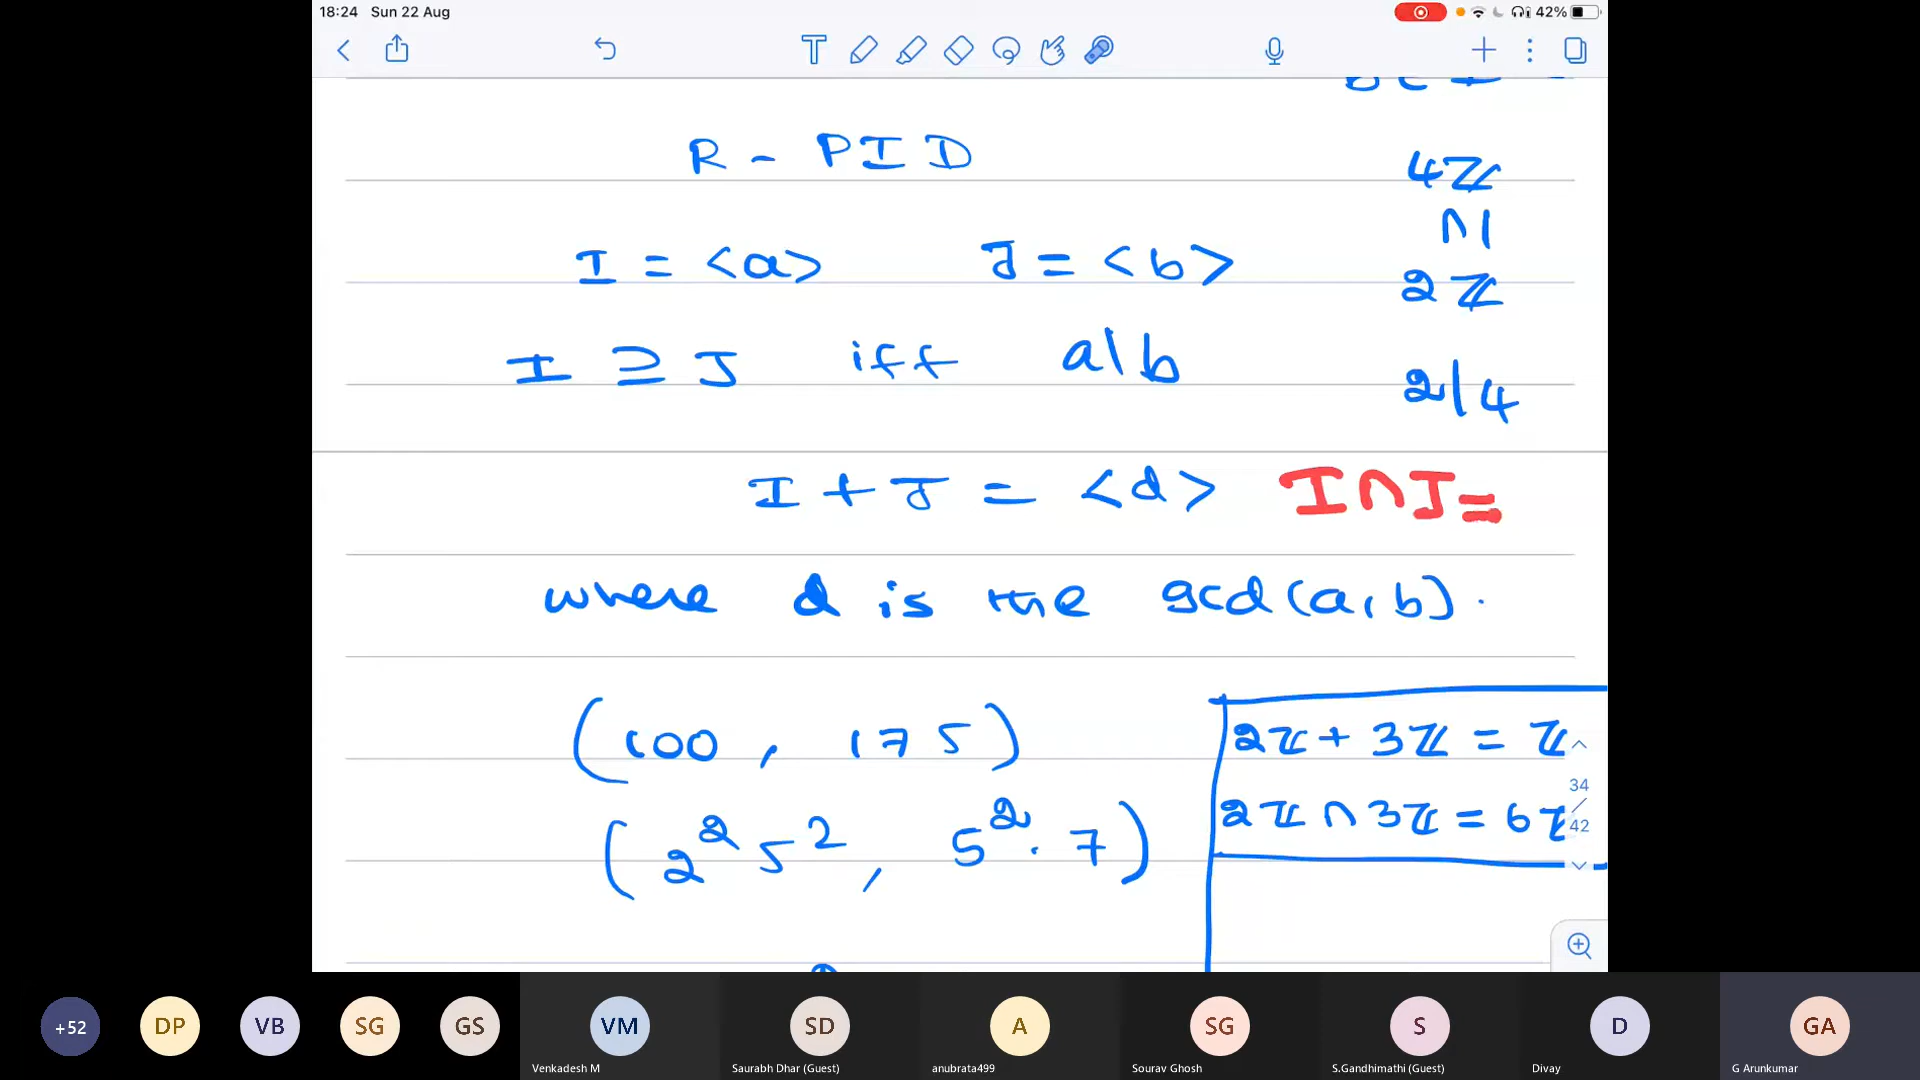 18:24 Sun 22 Aug 42%
R - PID
4ℤ
∩|
I = <a> J = <b>
2ℤ
I ⊇ J iff a|b
2|4
I + J = <d> I∩J=
where d is the gcd(a,b).
(100, 175)
2ℤ + 3ℤ = ℤ
34
2ℤ ∩ 3ℤ = 6ℤ
42
(2² 5², 5² · 7)
+52 DP VB SG GS VM SD A SG S D GA
Venkadesh M Saurabh Dhar (Guest) anubrata499 Sourav Ghosh S.Gandhimathi (Guest) Divay G Arunkumar